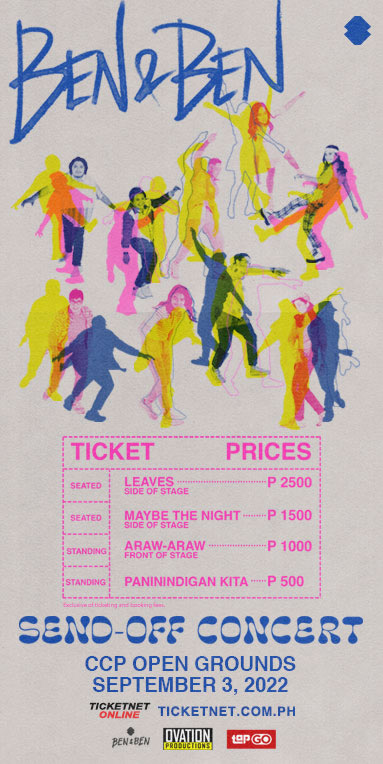 BEN&BEN
TICKET PRICES
SEATED LEAVES P 2500
SIDE OF STAGE
SEATED MAYBE THE NIGHT P 1500
SIDE OF STAGE
STANDING ARAW-ARAW P 1000
FRONT OF STAGE
STANDING PANININDIGAN KITA P 500
Exclusive of ticketing and booking fees.
SEND-OFF CONCERT
CCP OPEN GROUNDS
SEPTEMBER 3, 2022
TICKETNET ONLINE TICKETNET.COM.PH
BEN&BEN OVATION PRODUCTIONS tapGO